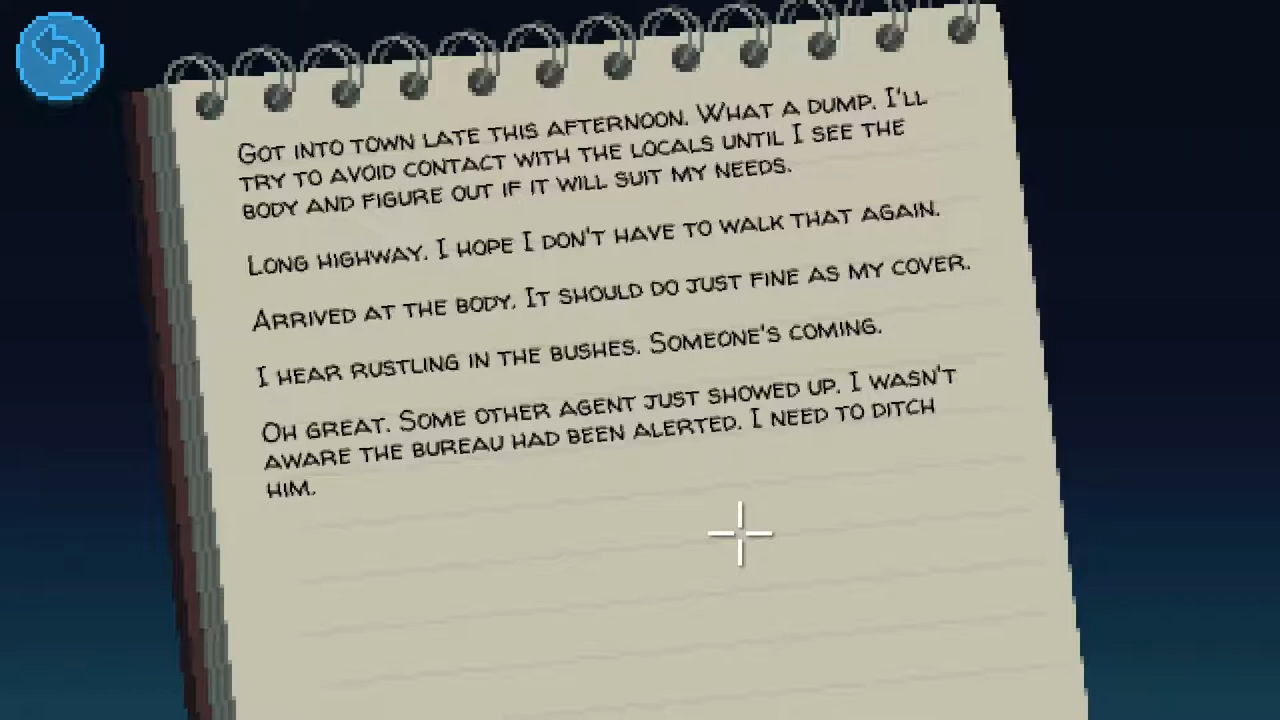 Got into town late this afternoon. What a dump. I'll
try to avoid contact with the locals until I see the
body and figure out if it will suit my needs.
Long highway. I hope I don't have to walk that again.
Arrived at the body. It should do just fine as my cover.
I hear rustling in the bushes. Someone's coming.
Oh great. Some other agent just showed up. I wasn't
aware the bureau had been alerted. I need to ditch
him.